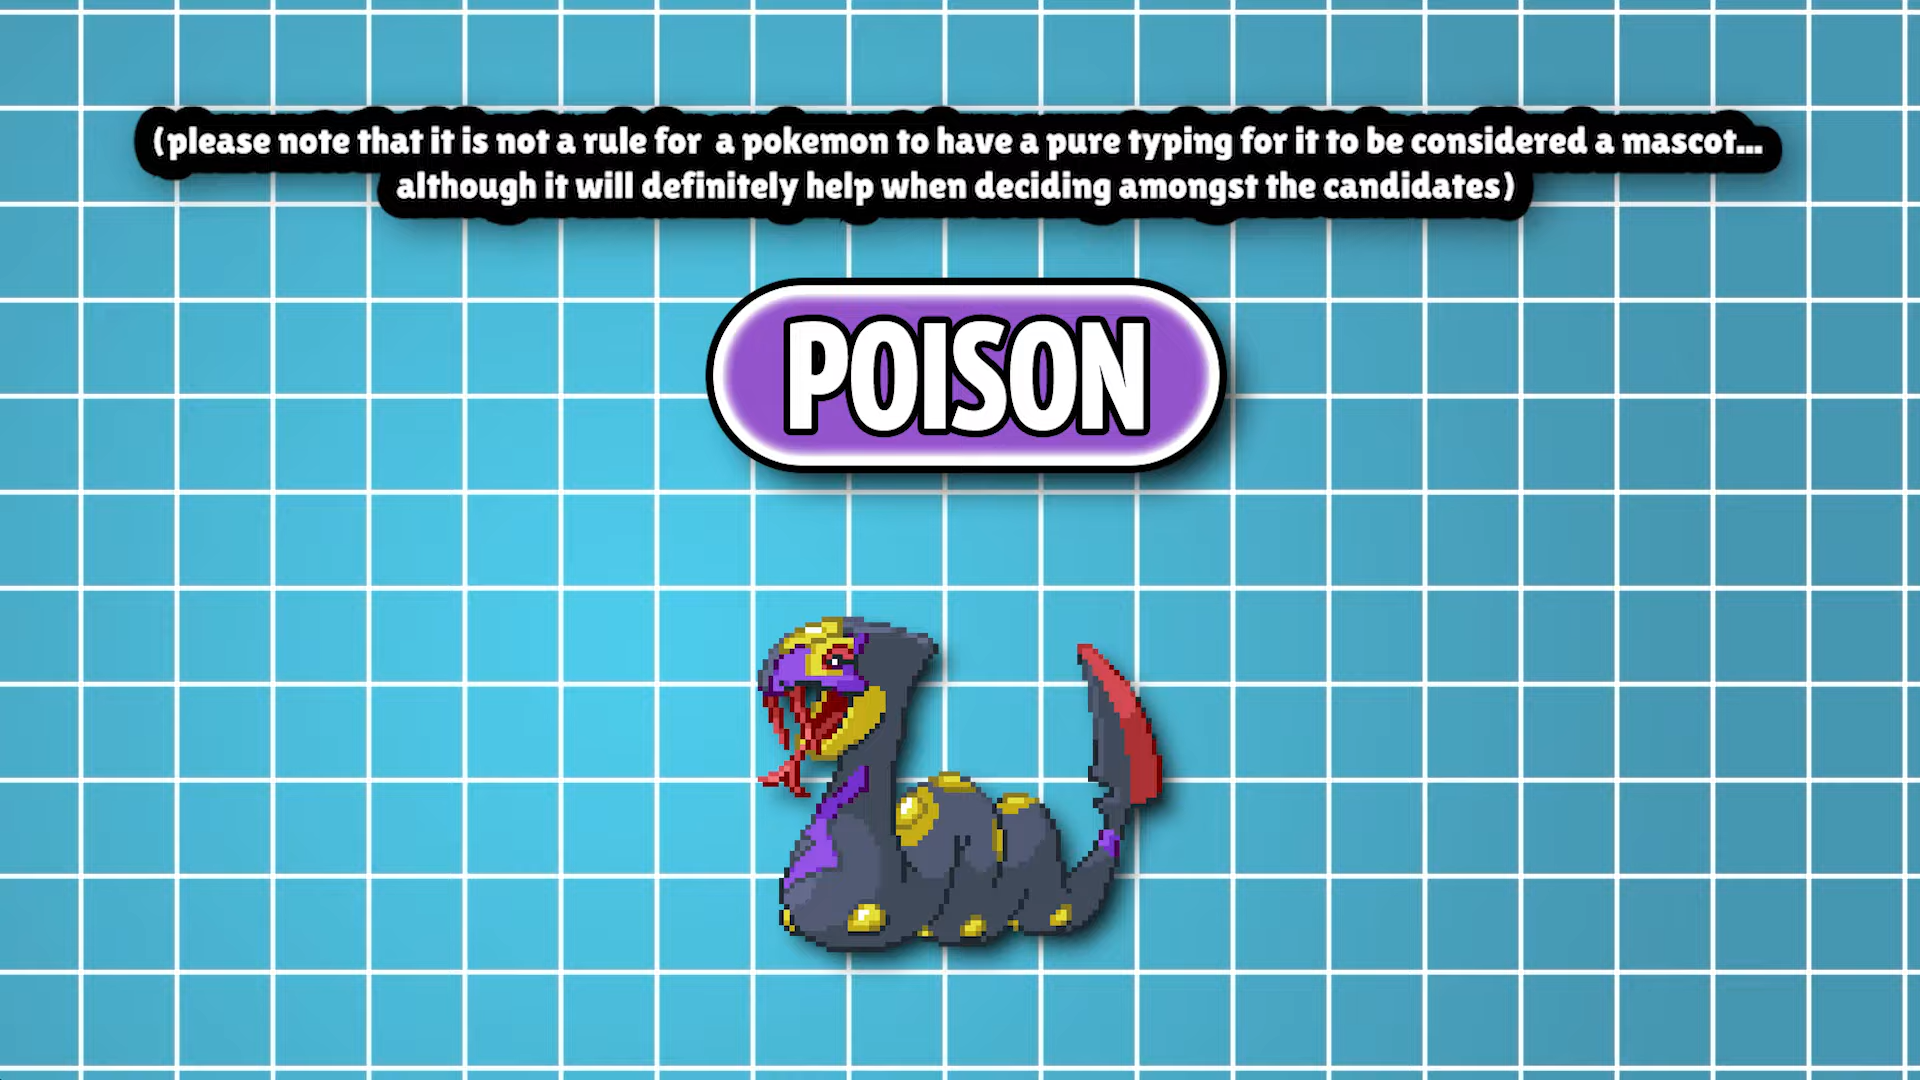 (please note that it is not a rule for a pokemon to have a pure typing for it to be considered a mascot...
although it will definitely help when deciding amongst the candidates)
POISON